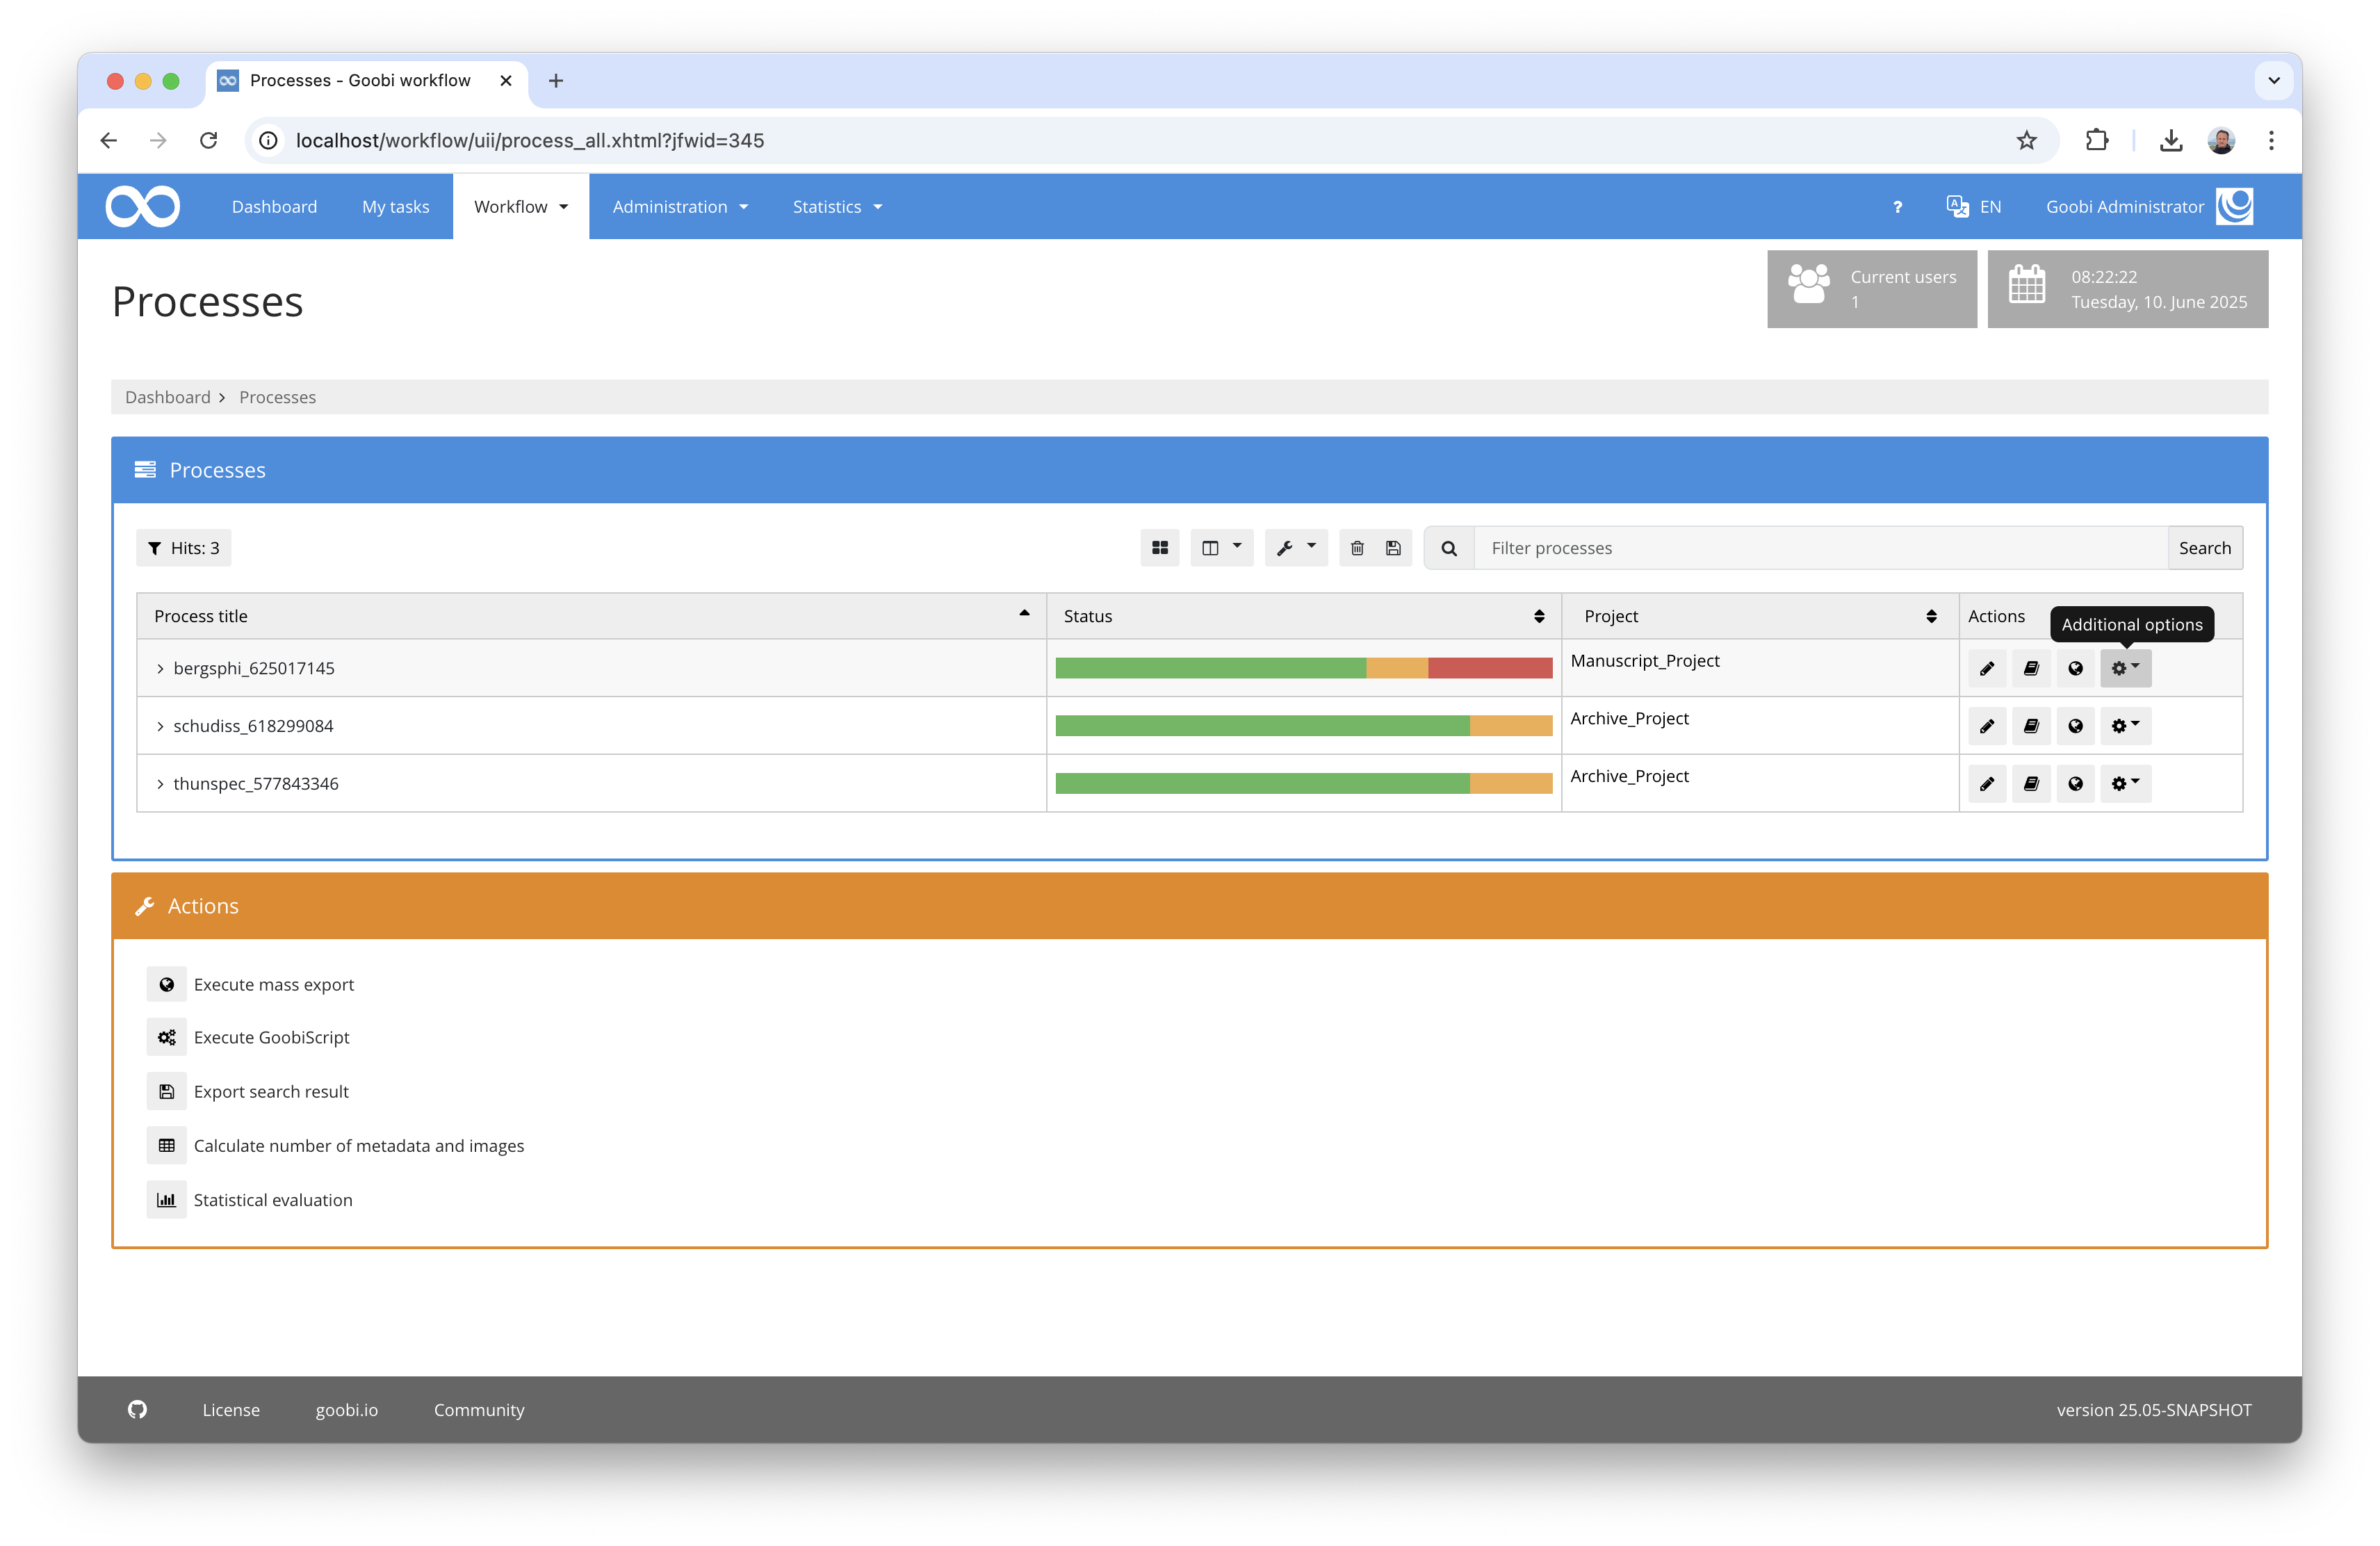 Processes - Goobi workflow
localhost/workflow/uii/process_all.xhtml?jfwid=345
Dashboard My tasks Workflow Administration Statistics ? EN Goobi Administrator
Processes
Current users
1
08:22:22
Tuesday, 10. June 2025
Dashboard Processes
Processes
Hits: 3 Filter processes Search
Process title Status Project Actions
Additional options
bergsphi_625017145 Manuscript_Project
schudiss_618299084 Archive_Project
thunspec_577843346 Archive_Project
Actions
Execute mass export
Execute GoobiScript
Export search result
Calculate number of metadata and images
Statistical evaluation
License goobi.io Community version 25.05-SNAPSHOT